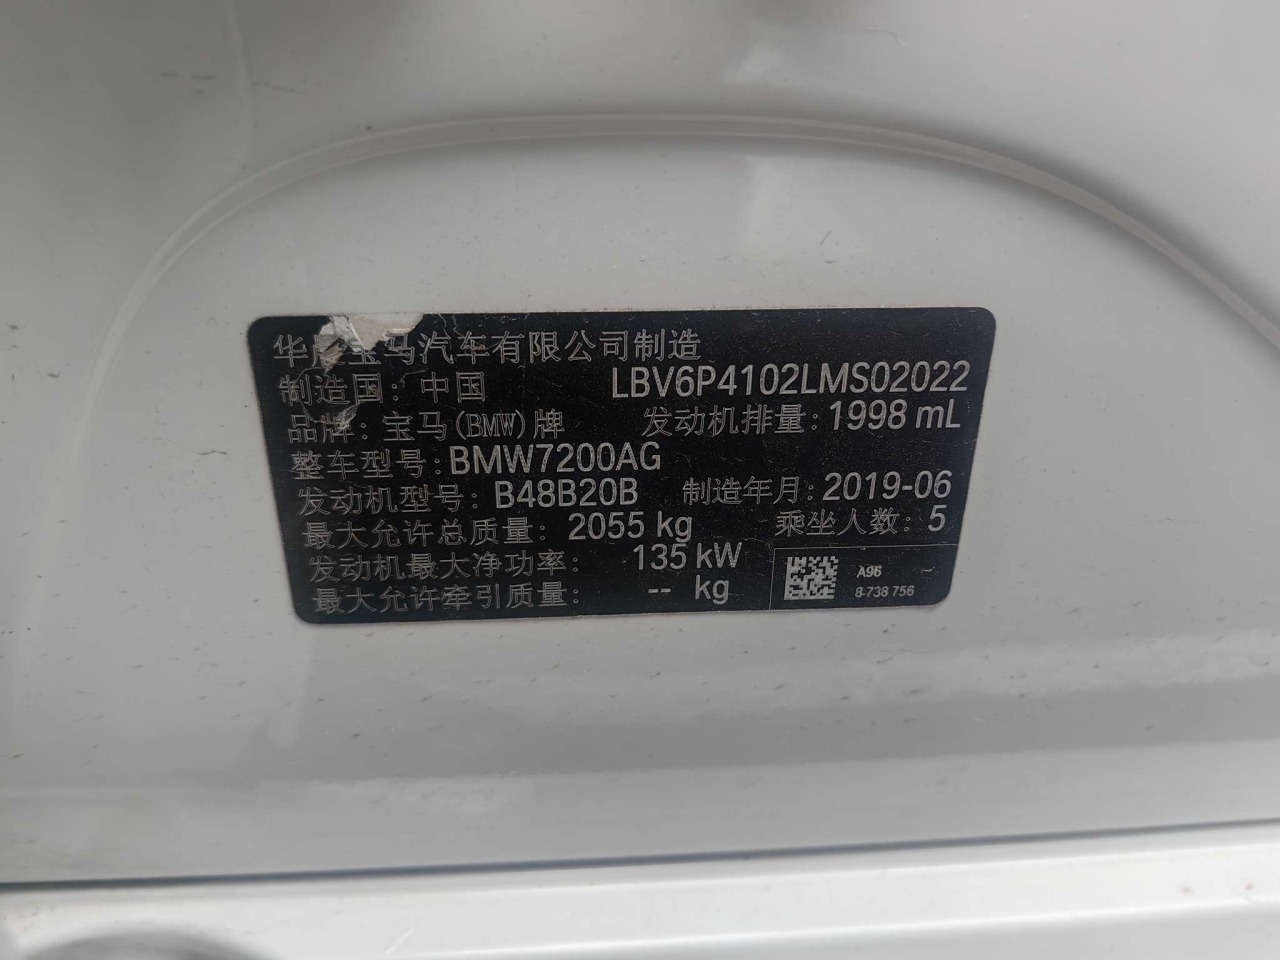 华晨宝马汽车有限公司制造
制造国：中国 LBV6P4102LMS02022
品牌：宝马(BMW)牌 发动机排量：1998 mL
整车型号：BMW7200AG
发动机型号：B48B20B 制造年月：2019-06
最大允许总质量：2055 kg 乘坐人数：5
发动机最大净功率：135 kW
最大允许牵引质量：-- kg
A96 -
8 738 756